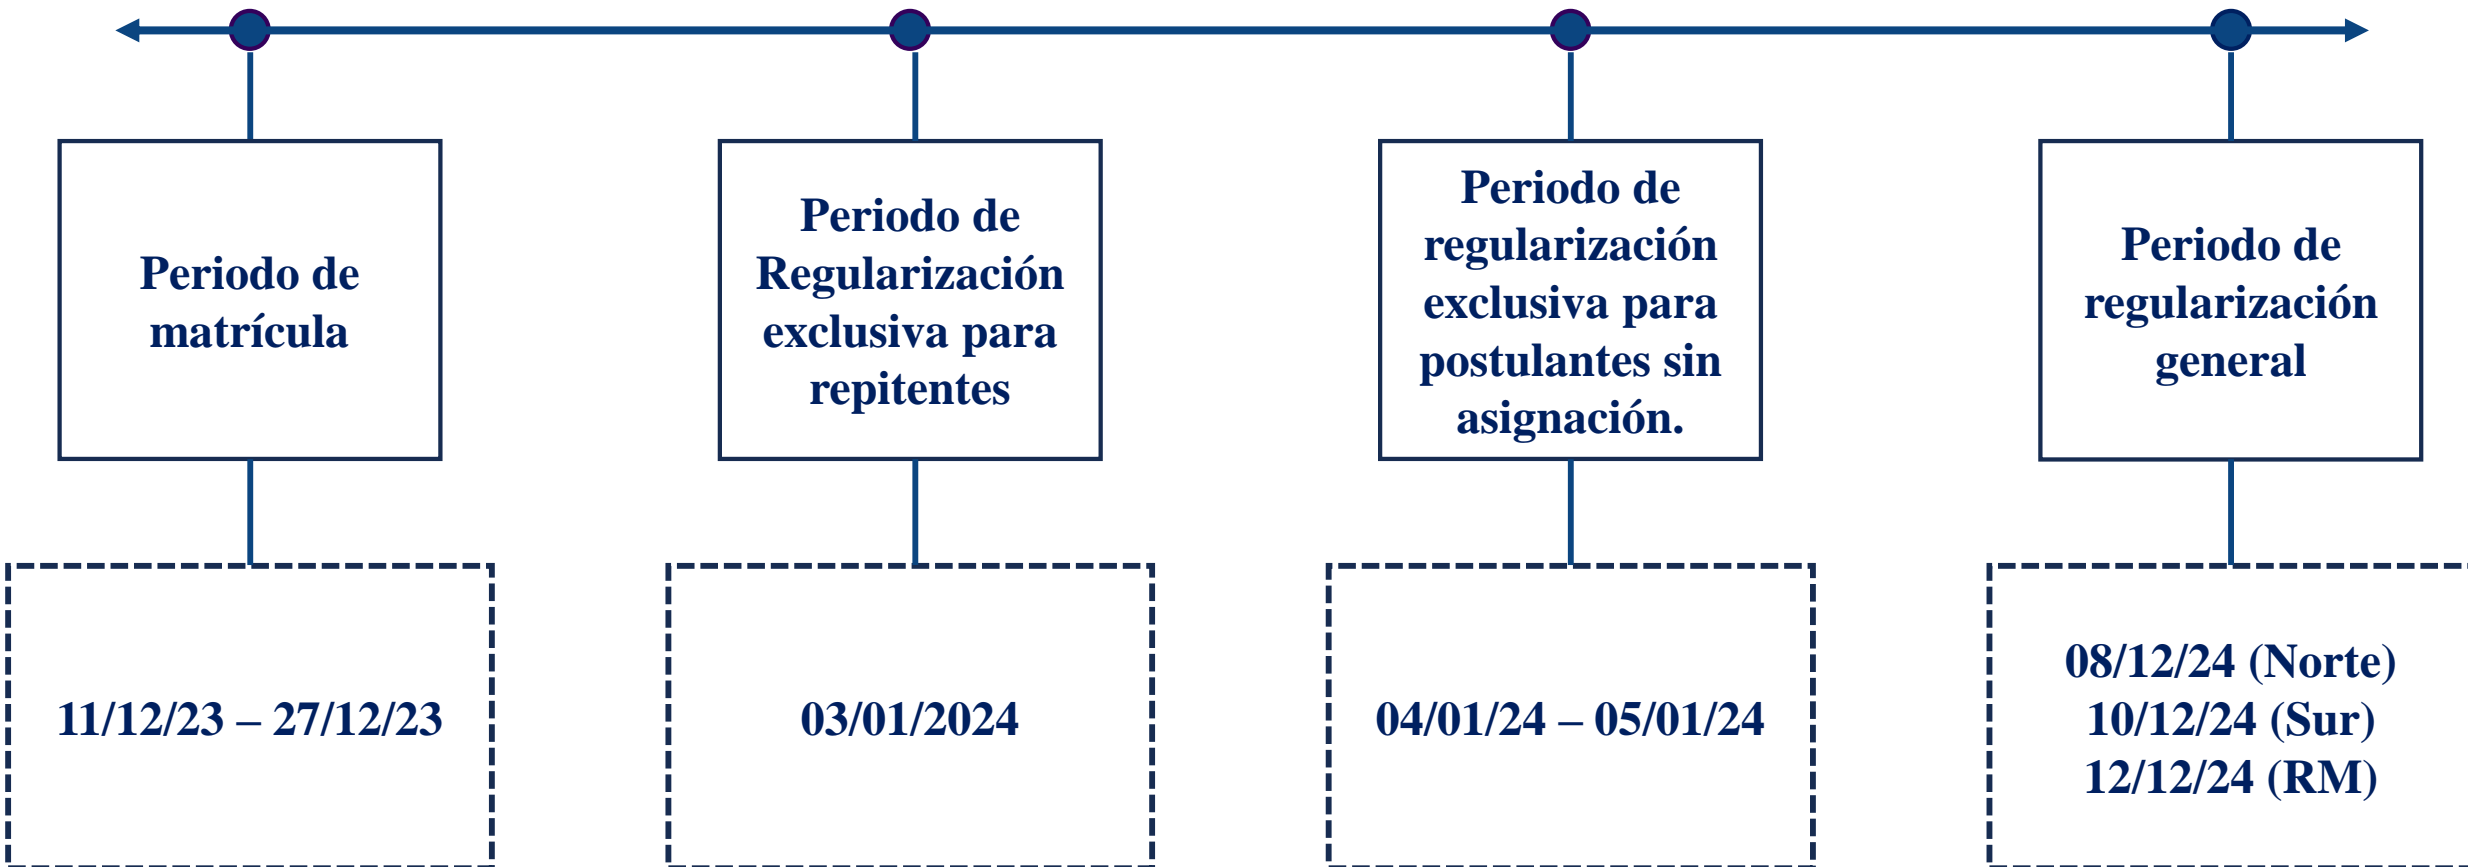 Periodo de
matrícula
Periodo de
Regularización
exclusiva para
repitentes
Periodo de
regularización
exclusiva para
postulantes sin
asignación.
Periodo de
regularización
general
11/12/23 – 27/12/23
03/01/2024
04/01/24 – 05/01/24
08/12/24 (Norte)
10/12/24 (Sur)
12/12/24 (RM)